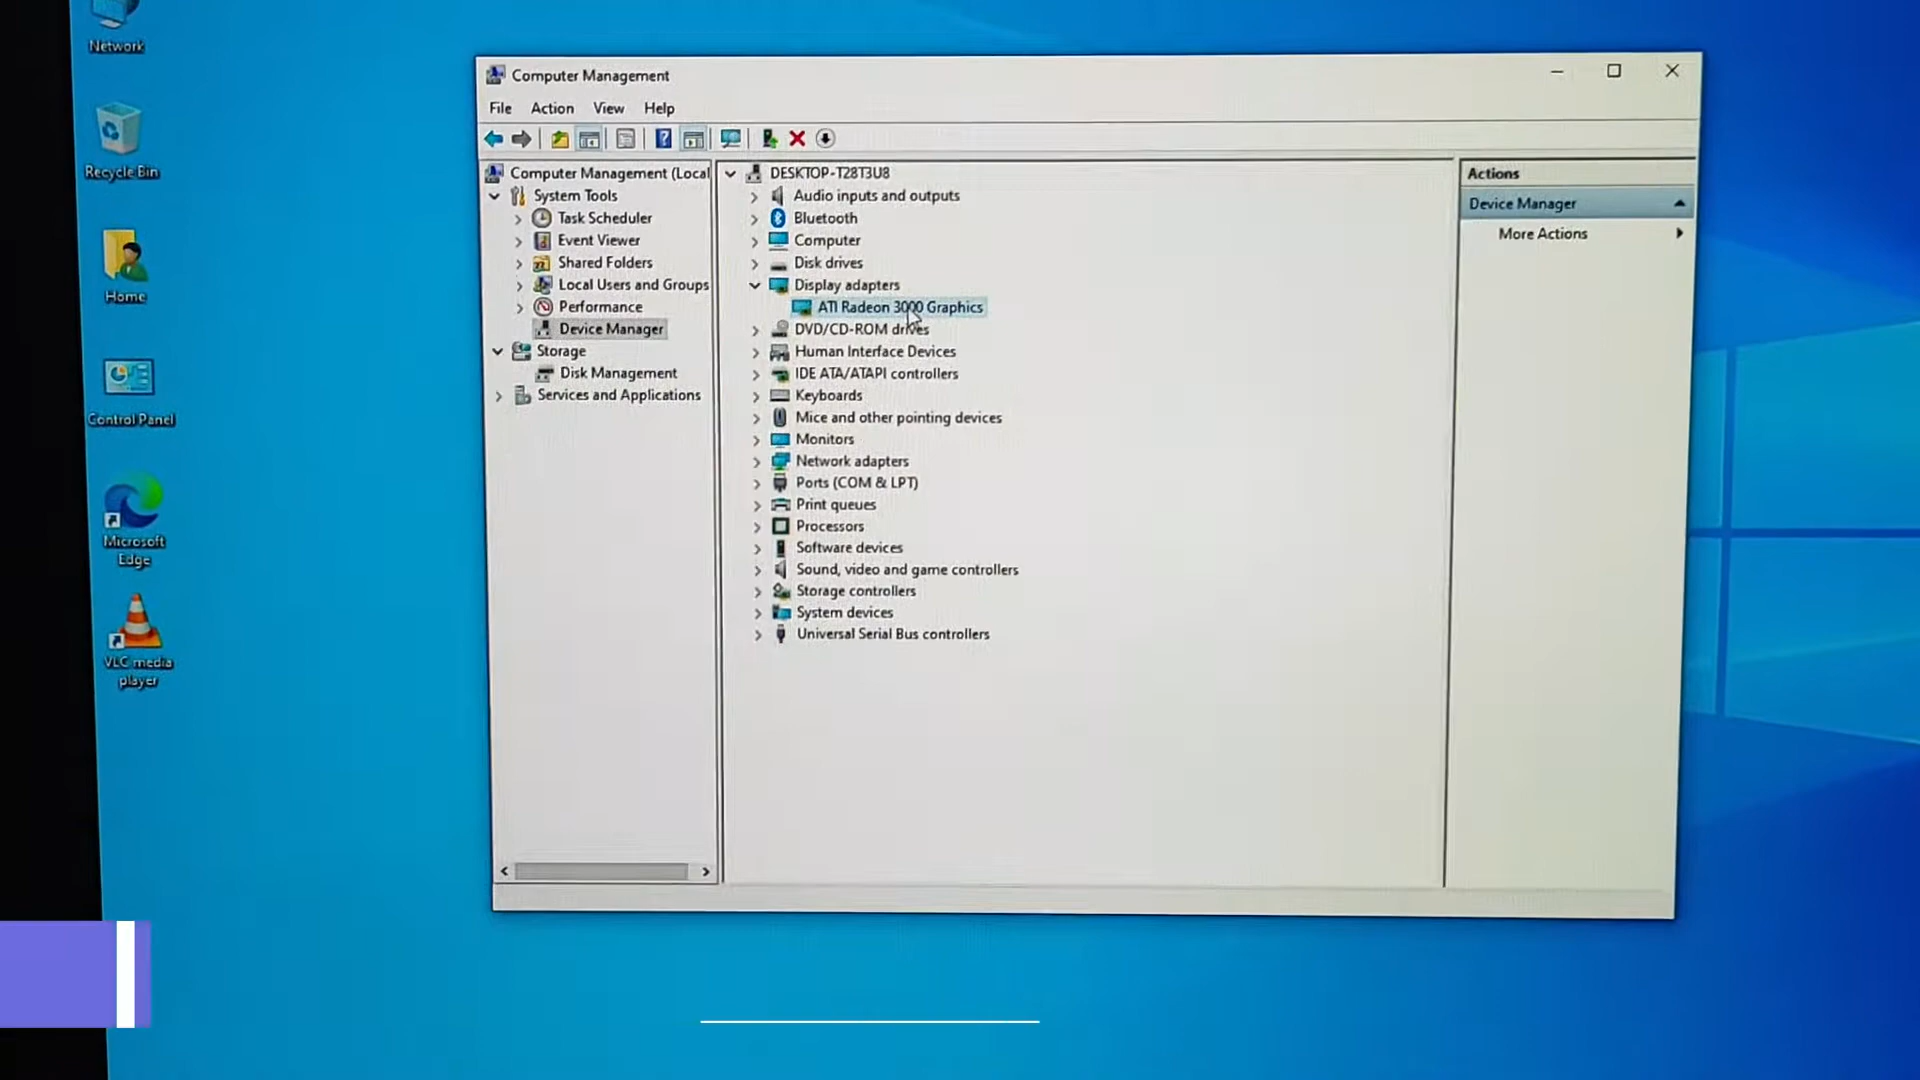 Network
Recycle Bin
Home
Control Panel
Microsoft
Edge
VLC media
player
Computer Management
File Action View Help
Computer Management (Local
System Tools
Task Scheduler
Event Viewer
Shared Folders
Local Users and Groups
Performance
Device Manager
Storage
Disk Management
Services and Applications
DESKTOP-T28T3U8
Audio inputs and outputs
Bluetooth
Computer
Disk drives
Display adapters
ATI Radeon 3000 Graphics
DVD/CD-ROM drives
Human Interface Devices
IDE ATA/ATAPI controllers
Keyboards
Mice and other pointing devices
Monitors
Network adapters
Ports (COM & LPT)
Print queues
Processors
Software devices
Sound, video and game controllers
Storage controllers
System devices
Universal Serial Bus controllers
Actions
Device Manager
More Actions